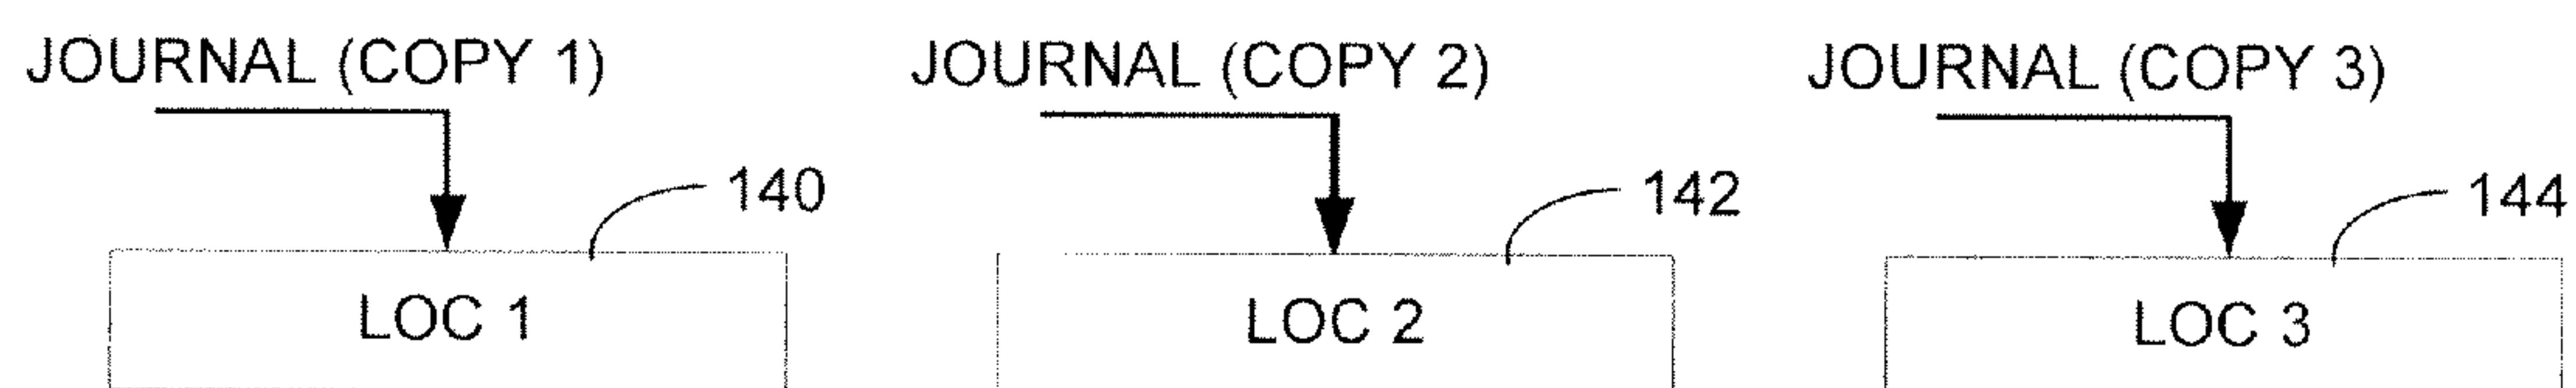 JOURNAL (COPY 1) JOURNAL (COPY 2) JOURNAL (COPY 3)
140 142 144
LOC 1 LOC 2 LOC 3